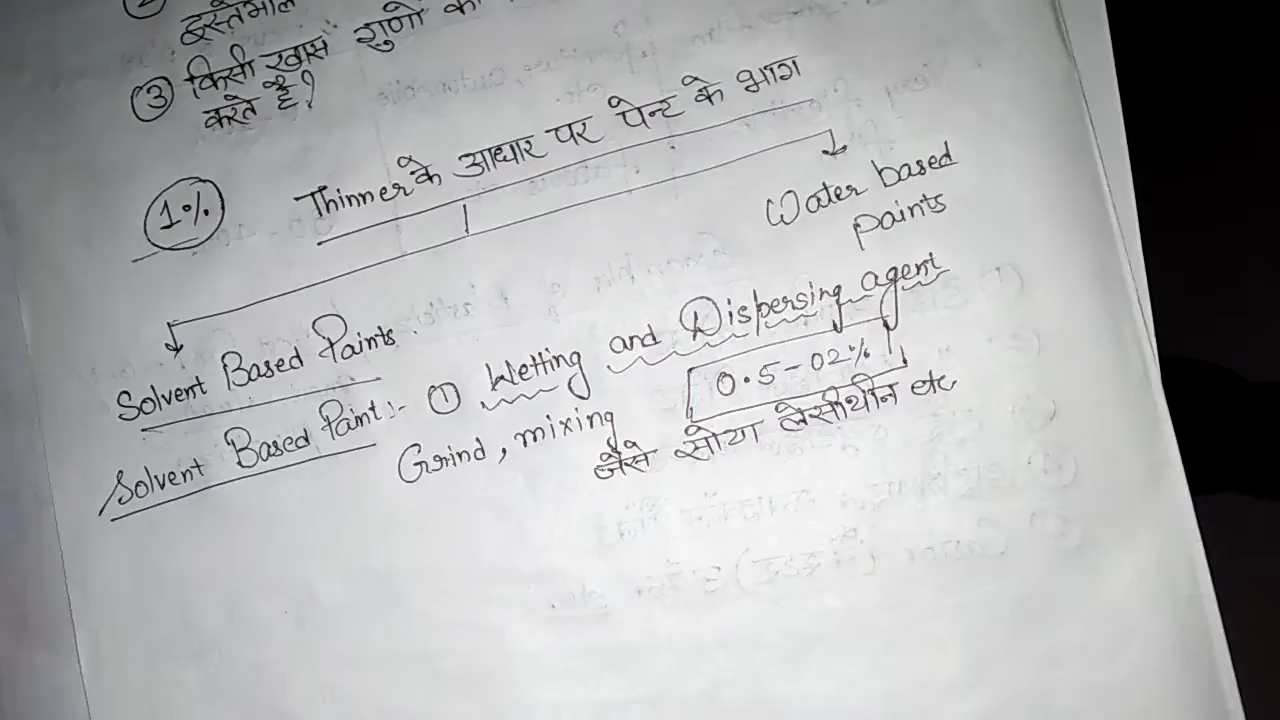 इस्तेमाल
③ किसी खास गुणों को
करते है?
1% Thinner के आधार पर पेन्ट के भाग
Water based
paints
Solvent Based Paints.
Solvent Based Paint:- ① Wetting and Dispersing agent
0.5-02%
Grind, mixing
जैसे सोया लेसीथीन etc